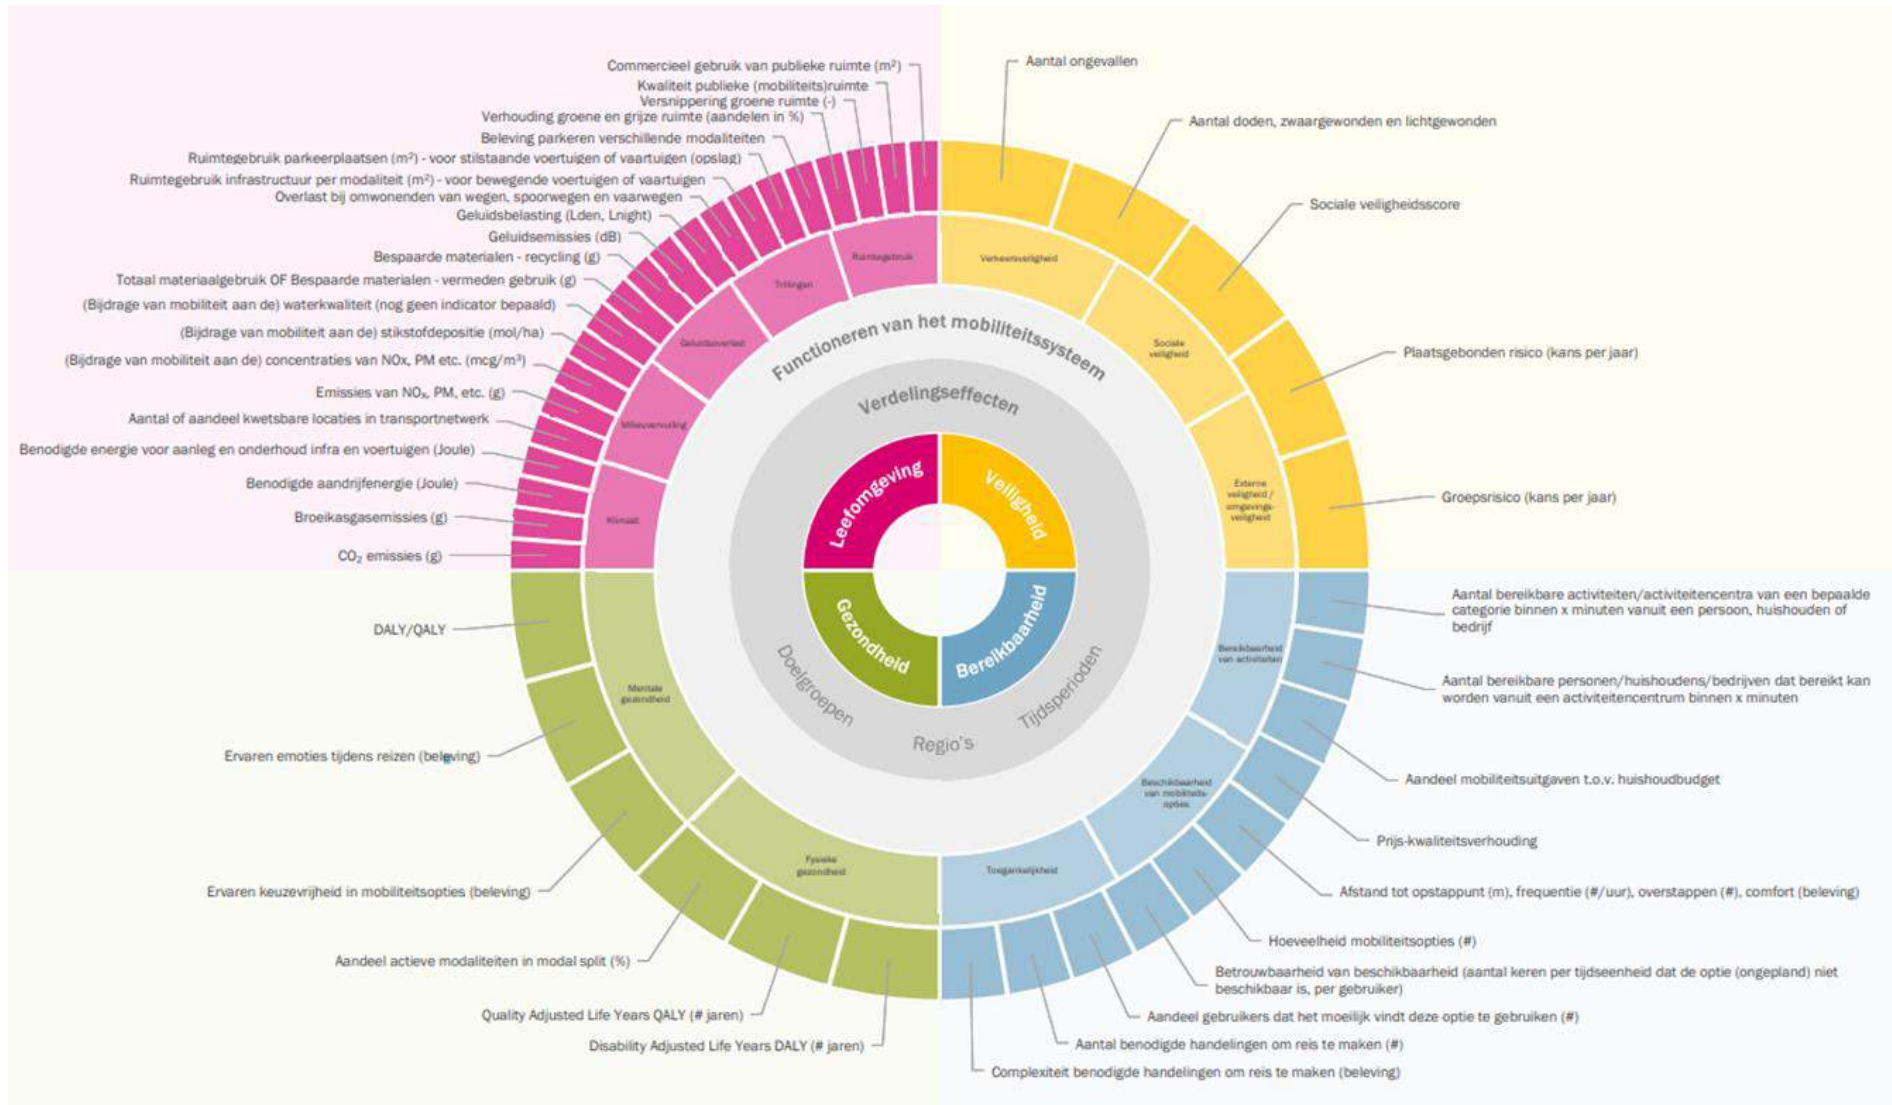 Commercieel gebruik van publieke ruimte (m²)
Kwaliteit publieke (mobiliteits)ruimte
Versnippering groene ruimte (-)
Verhouding groene en grijze ruimte (aandelen in %)
Beleving parkeren verschillende modaliteiten
Ruimtegebruik parkeerplaatsen (m²) - voor stilstaande voertuigen of vaartuigen (opslag)
Ruimtegebruik infrastructuur per modaliteit (m²) - voor bewegende voertuigen of vaartuigen
Overlast bij omwonenden van wegen, spoorwegen en vaarwegen
Geluidsbelasting (Lden, Lnight)
Geluidsemissies (dB)
Bespaarde materialen - recycling (g)
Totaal materiaalgebruik OF Bespaarde materialen - vermeden gebruik (g)
(Bijdrage van mobiliteit aan de) waterkwaliteit (nog geen indicator bepaald)
(Bijdrage van mobiliteit aan de) stikstofdepositie (mol/ha)
(Bijdrage van mobiliteit aan de) concentraties van NOx, PM etc. (mcg/m³)
Emissies van NOₓ, PM, etc. (g)
Aantal of aandeel kwetsbare locaties in transportnetwerk
Benodigde energie voor aanleg en onderhoud infra en voertuigen (Joule)
Benodigde aandrijfenergie (Joule)
Broeikasgasemissies (g)
CO₂ emissies (g)
Aantal ongevallen
Aantal doden, zwaargewonden en lichtgewonden
Sociale veiligheidsscore
Plaatsgebonden risico (kans per jaar)
Groepsrisico (kans per jaar)
Ruimtegebruik
Trillingen
Geluidsoverlast
Milieuvervuiling
Klimaat
Verkeersveiligheid
Sociale
veiligheid
Externe
veiligheid /
omgevings-
veiligheid
Functioneren van het mobiliteitssysteem
Verdelingseffecten
Leefomgeving
Veiligheid
Gezondheid
Bereikbaarheid
Doelgroepen
Regio's
Tijdsperioden
Mentale
gezondheid
Fysieke
gezondheid
Bereikbaarheid
van activiteiten
Beschikbaarheid
van mobiliteits-
opties
Toegankelijkheid
DALY/QALY
Ervaren emoties tijdens reizen (beleving)
Ervaren keuzevrijheid in mobiliteitsopties (beleving)
Aandeel actieve modaliteiten in modal split (%)
Quality Adjusted Life Years QALY (# jaren)
Disability Adjusted Life Years DALY (# jaren)
Aantal bereikbare activiteiten/activiteitencentra van een bepaalde
categorie binnen x minuten vanuit een persoon, huishouden of
bedrijf
Aantal bereikbare personen/huishoudens/bedrijven dat bereikt kan
worden vanuit een activiteitencentrum binnen x minuten
Aandeel mobiliteitsuitgaven t.o.v. huishoudbudget
Prijs-kwaliteitsverhouding
Afstand tot opstappunt (m), frequentie (#/uur), overstappen (#), comfort (beleving)
Hoeveelheid mobiliteitsopties (#)
Betrouwbaarheid van beschikbaarheid (aantal keren per tijdseenheid dat de optie (ongepland) niet
beschikbaar is, per gebruiker)
Aandeel gebruikers dat het moeilijk vindt deze optie te gebruiken (#)
Aantal benodigde handelingen om reis te maken (#)
Complexiteit benodigde handelingen om reis te maken (beleving)